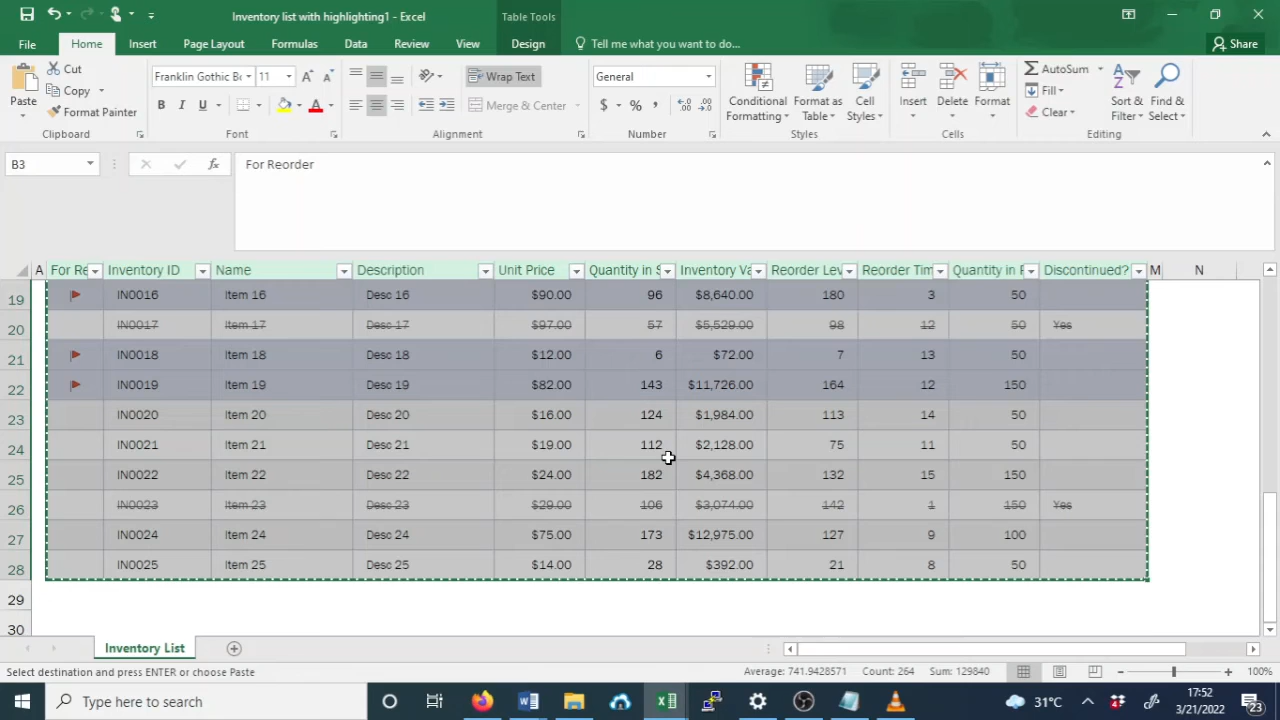 Inventory list with highlighting1 - Excel
Table Tools
File Home Insert Page Layout Formulas Data Review View Design Tell me what you want to do... Share
Paste
Cut
Copy
Format Painter
Franklin Gothic Bo 11
B I U A
Wrap Text
Merge & Center
General
$ % ,
Conditional Formatting
Format as Table
Cell Styles
Insert
Delete
Format
AutoSum
Fill
Clear
Sort & Filter
Find & Select
Clipboard Font Alignment Number Styles Cells Editing
B3 fx For Reorder
A For Re Inventory ID Name Description Unit Price Quantity in S Inventory Va Reorder Lev Reorder Tim Quantity in R Discontinued? M N
19 IN0016 Item 16 Desc 16 $90.00 96 $8,640.00 180 3 50
20 IN0017 Item 17 Desc 17 $97.00 57 $5,529.00 98 12 50 Yes
21 IN0018 Item 18 Desc 18 $12.00 6 $72.00 7 13 50
22 IN0019 Item 19 Desc 19 $82.00 143 $11,726.00 164 12 150
23 IN0020 Item 20 Desc 20 $16.00 124 $1,984.00 113 14 50
24 IN0021 Item 21 Desc 21 $19.00 112 $2,128.00 75 11 50
25 IN0022 Item 22 Desc 22 $24.00 182 $4,368.00 132 15 150
26 IN0023 Item 23 Desc 23 $29.00 106 $3,074.00 142 1 150 Yes
27 IN0024 Item 24 Desc 24 $75.00 173 $12,975.00 127 9 100
28 IN0025 Item 25 Desc 25 $14.00 28 $392.00 21 8 50
29
30
Inventory List
Select destination and press ENTER or choose Paste Average: 741.9428571 Count: 264 Sum: 129840 100%
Type here to search 31°C 17:52
3/21/2022 23